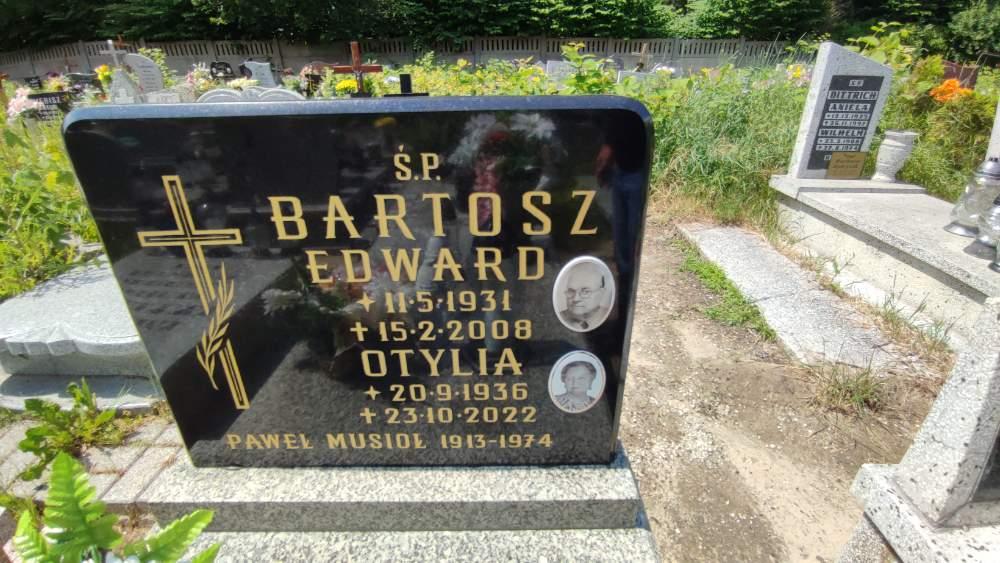 Ś.P.
BARTOSZ
EDWARD
✦ 11·5·1931
✝ 15·2·2008
OTYLIA
✦ 20·9·1936
✝ 23·10·2022
PAWEŁ MUSIOŁ 1913-1974
DITTRICH
ANIELA
WILHELM